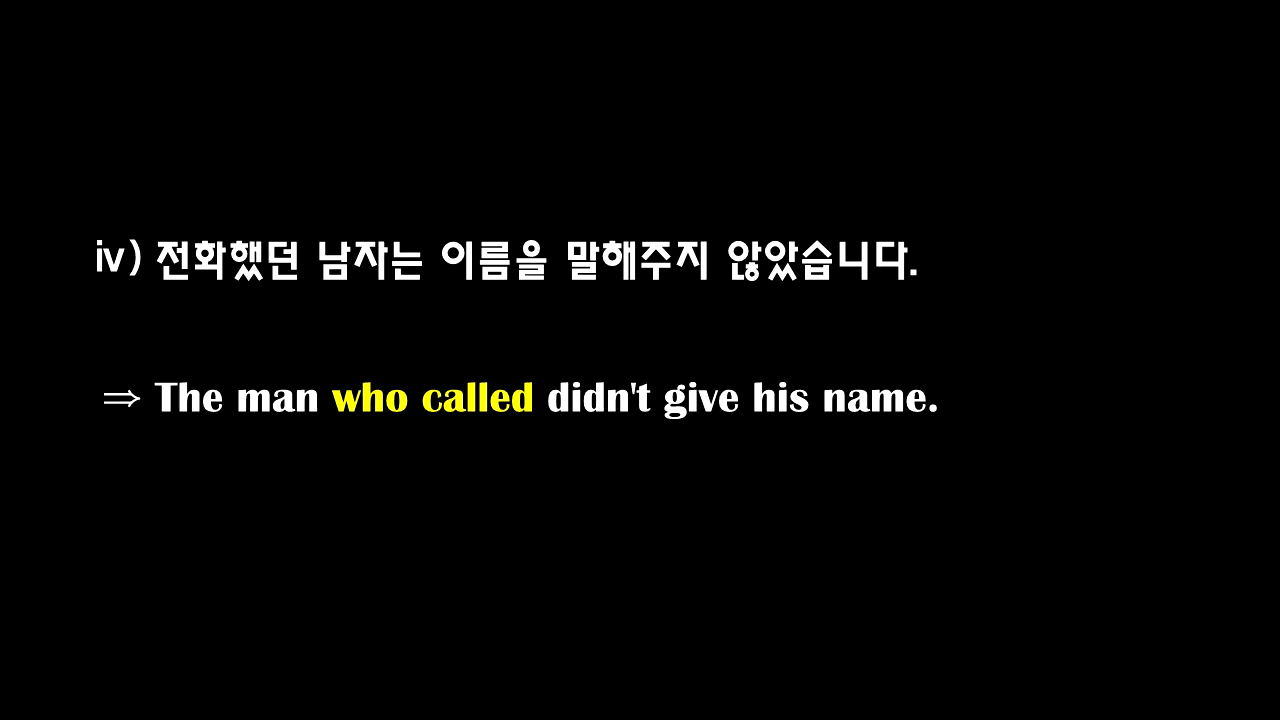 ⅳ) 전화했던 남자는 이름을 말해주지 않았습니다.
⇒ The man who called didn't give his name.